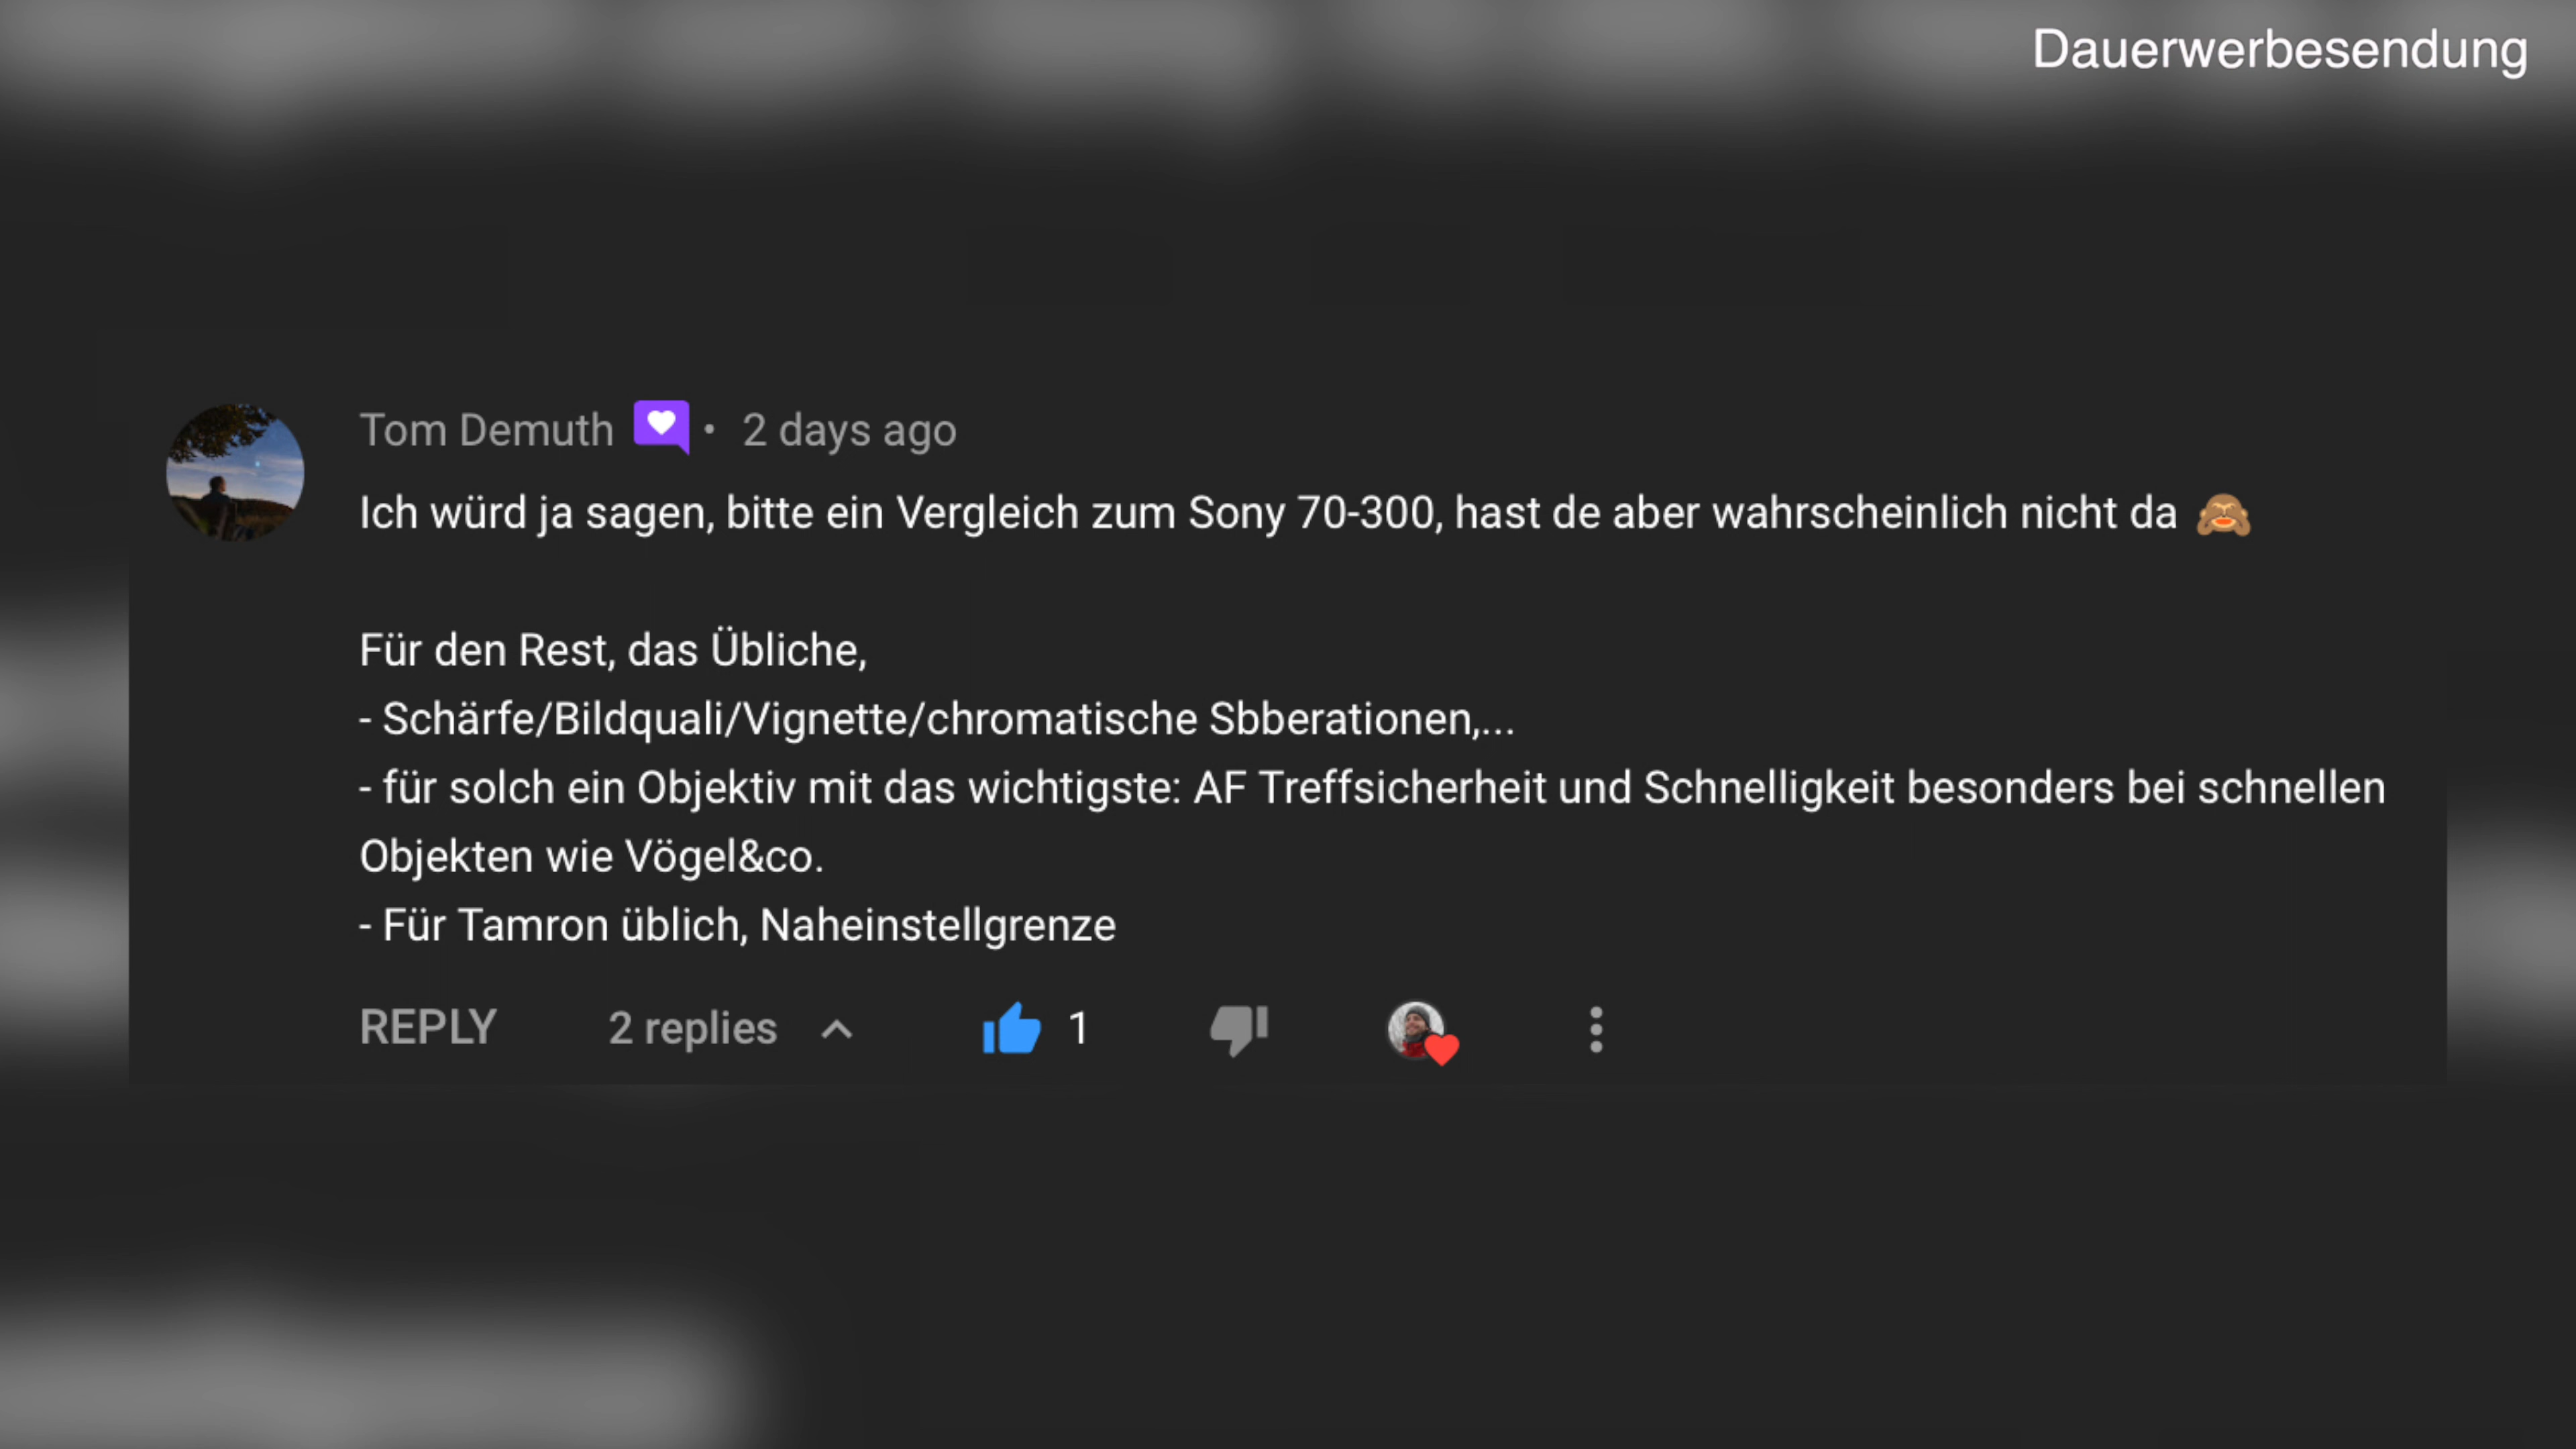 Dauerwerbesendung
Tom Demuth • 2 days ago
Ich würd ja sagen, bitte ein Vergleich zum Sony 70-300, hast de aber wahrscheinlich nicht da 🙈
Für den Rest, das Übliche,
- Schärfe/Bildquali/Vignette/chromatische Sbberationen,...
- für solch ein Objektiv mit das wichtigste: AF Treffsicherheit und Schnelligkeit besonders bei schnellen
Objekten wie Vögel&co.
- Für Tamron üblich, Naheinstellgrenze
REPLY 2 replies 1